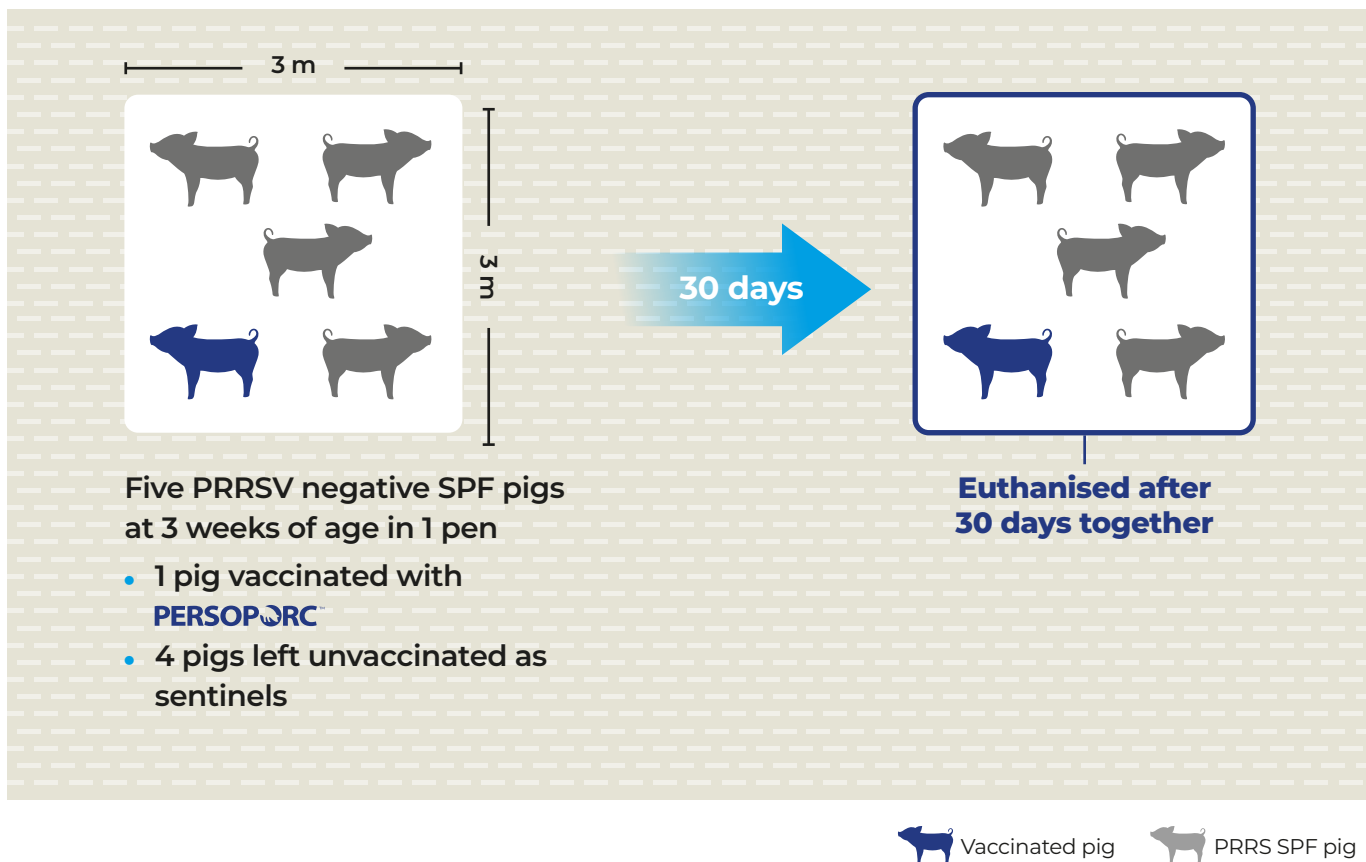 3 m
3 m
30 days
Five PRRSV negative SPF pigs
at 3 weeks of age in 1 pen
• 1 pig vaccinated with
PERSOPORC™
• 4 pigs left unvaccinated as
sentinels
Euthanised after
30 days together
Vaccinated pig
PRRS SPF pig